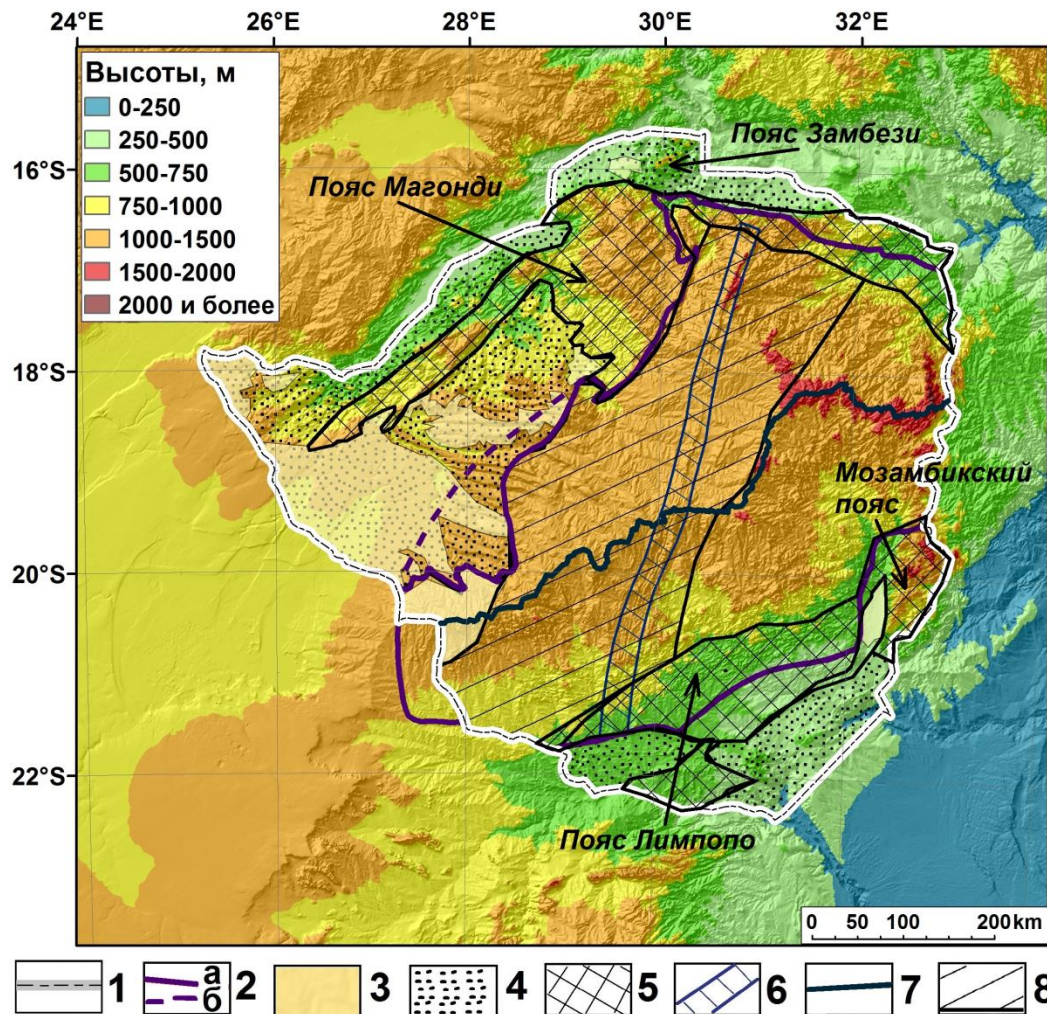 24°E 26°E 28°E 30°E 32°E
Высоты, м
0-250
250-500
500-750
750-1000
1000-1500
1500-2000
2000 и более
Пояс Замбези
16°S
Пояс Магонди
18°S
Мозамбикский
пояс
20°S
22°S
Пояс Лимпопо
0 50 100 200 km
1 а б 2 3 4 5 6 7 8